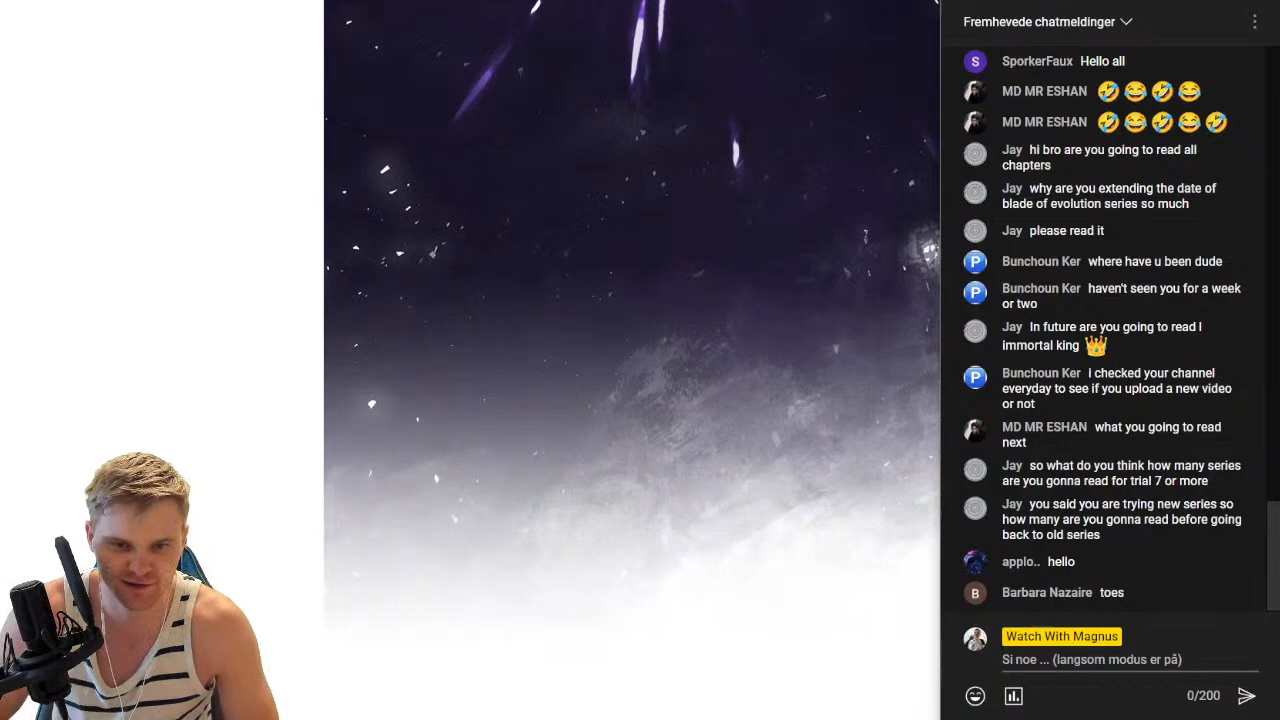 Fremhevede chatmeldinger
S SporkerFaux Hello all
MD MR ESHAN 🤣😂🤣😂
MD MR ESHAN 🤣😂🤣😂🤣
Jay hi bro are you going to read all
chapters
Jay why are you extending the date of
blade of evolution series so much
Jay please read it
P Bunchoun Ker where have u been dude
P Bunchoun Ker haven't seen you for a week
or two
Jay In future are you going to read I
immortal king 👑
P Bunchoun Ker I checked your channel
everyday to see if you upload a new video
or not
MD MR ESHAN what you going to read
next
Jay so what do you think how many series
are you gonna read for trial 7 or more
Jay you said you are trying new series so
how many are you gonna read before going
back to old series
applo.. hello
B Barbara Nazaire toes
Watch With Magnus
Si noe ... (langsom modus er på)
0/200